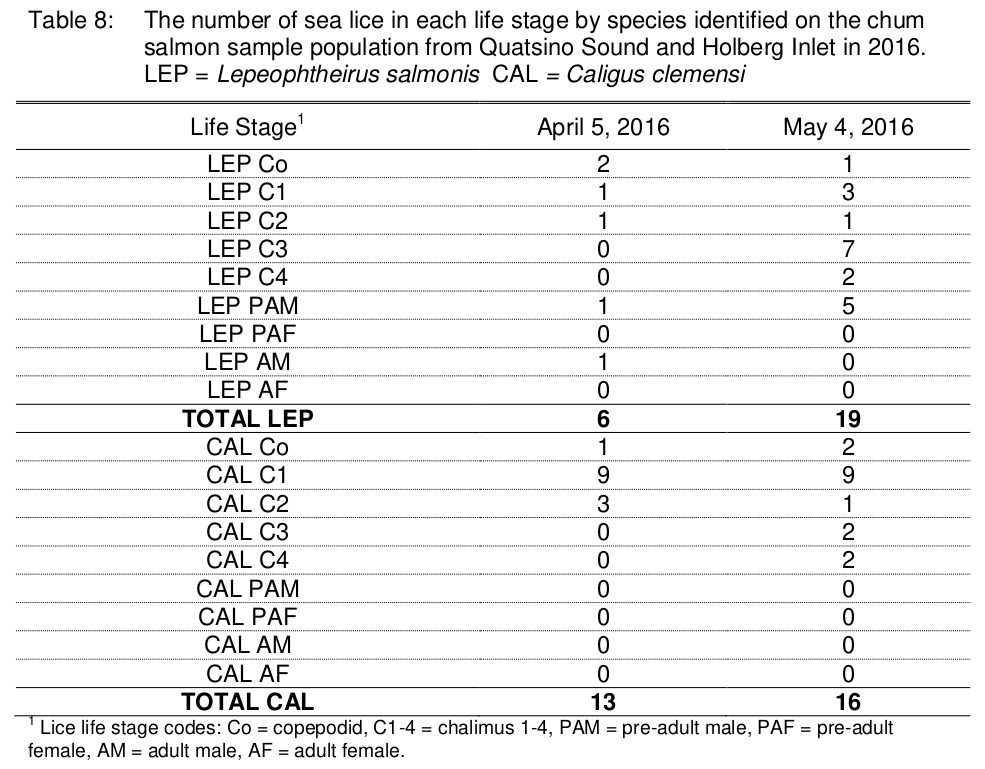 Table 8: The number of sea lice in each life stage by species identified on the chum
salmon sample population from Quatsino Sound and Holberg Inlet in 2016.
LEP = Lepeophtheirus salmonis CAL = Caligus clemensi
Life Stage1 April 5, 2016 May 4, 2016
LEP Co 2 1
LEP C1 1 3
LEP C2 1 1
LEP C3 0 7
LEP C4 0 2
LEP PAM 1 5
LEP PAF 0 0
LEP AM 1 0
LEP AF 0 0
TOTAL LEP 6 19
CAL Co 1 2
CAL C1 9 9
CAL C2 3 1
CAL C3 0 2
CAL C4 0 2
CAL PAM 0 0
CAL PAF 0 0
CAL AM 0 0
CAL AF 0 0
TOTAL CAL 13 16
1 Lice life stage codes: Co = copepodid, C1-4 = chalimus 1-4, PAM = pre-adult male, PAF = pre-adult
female, AM = adult male, AF = adult female.